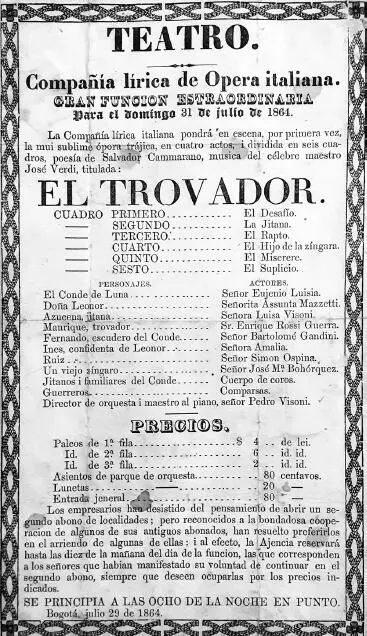 TEATRO.
Compañía lírica de Opera italiana.
GRAN FUNCION ESTRAORDINARIA
Para el domingo 31 de julio de 1864.
La Compañía lírica italiana pondrá en escena, por primera vez,
la mui sublime ópera trájica, en cuatro actos, i dividida en seis cua-
dros, poesía de Salvador Cammarano, musica del célebre maestro
José Verdi, titulada:
EL TROVADOR.
CUADRO PRIMERO.......... El Desafío.
—— SEGUNDO.......... La Jitana.
—— TERCERO.......... El Rapto.
—— CUARTO.......... El Hijo de la zíngara.
—— QUINTO.......... El Miserere.
—— SESTO.......... El Suplicio.
PERSONAJES. ACTORES.
El Conde de Luna.......... Señor Eujenio Luisia.
Doña Leonor.......... Señorita Assunta Mazzetti.
Azucena, jitana.......... Señora Luisa Visoni.
Maurique, trovador.......... Sr. Enrique Rossi Guerra.
Fernando, escudero del Conde..... Señor Bartolomé Gandini.
Ines, confidenta de Leonor........ Señora Amalia.
Ruiz.......... Señor Simon Ospina.
Un viejo zíngaro.......... Señor José Mª Bohórquez.
Jitanos i familiares del Conde...... Cuerpo de coros.
Guerreros.......... Comparsas.
Director de orquesta i maestro al piano, señor Pedro Visoni.
PRECIOS.
Palcos de 1ª fila.......... $ 4 .. de lei.
Id. de 2ª fila.......... 6 .. id. id.
Id. de 3ª fila.......... 2 .. id. id.
Asientos de parque de orquesta.......... 80 centavos.
Lunetas —— 20 —
Entrada jeneral.......... 80 —
Los empresarios han desistido del pensamiento de abrir un se-
gundo abono de localidades; pero reconocidos a la bondadosa coope-
racion de algunos de sus antiguos abonados, han resuelto preferirlos
en el arriendo de algunas de ellas; i al efecto, la Ajencia reservará
hasta las diez de la mañana del dia de la funcion, las que corresponden
a los señores que habian manifestado su voluntad de continuar en el
segundo abono, siempre que deseen ocuparlas por los precios in-
dicados.
SE PRINCIPIA A LAS OCHO DE LA NOCHE EN PUNTO.
Bogotá, julio 29 de 1864.